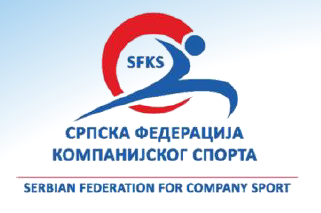 SFKS
СРПСКА ФЕДЕРАЦИЈА
КОМПАНИЈСКОГ СПОРТА
SERBIAN FEDERATION FOR COMPANY SPORT